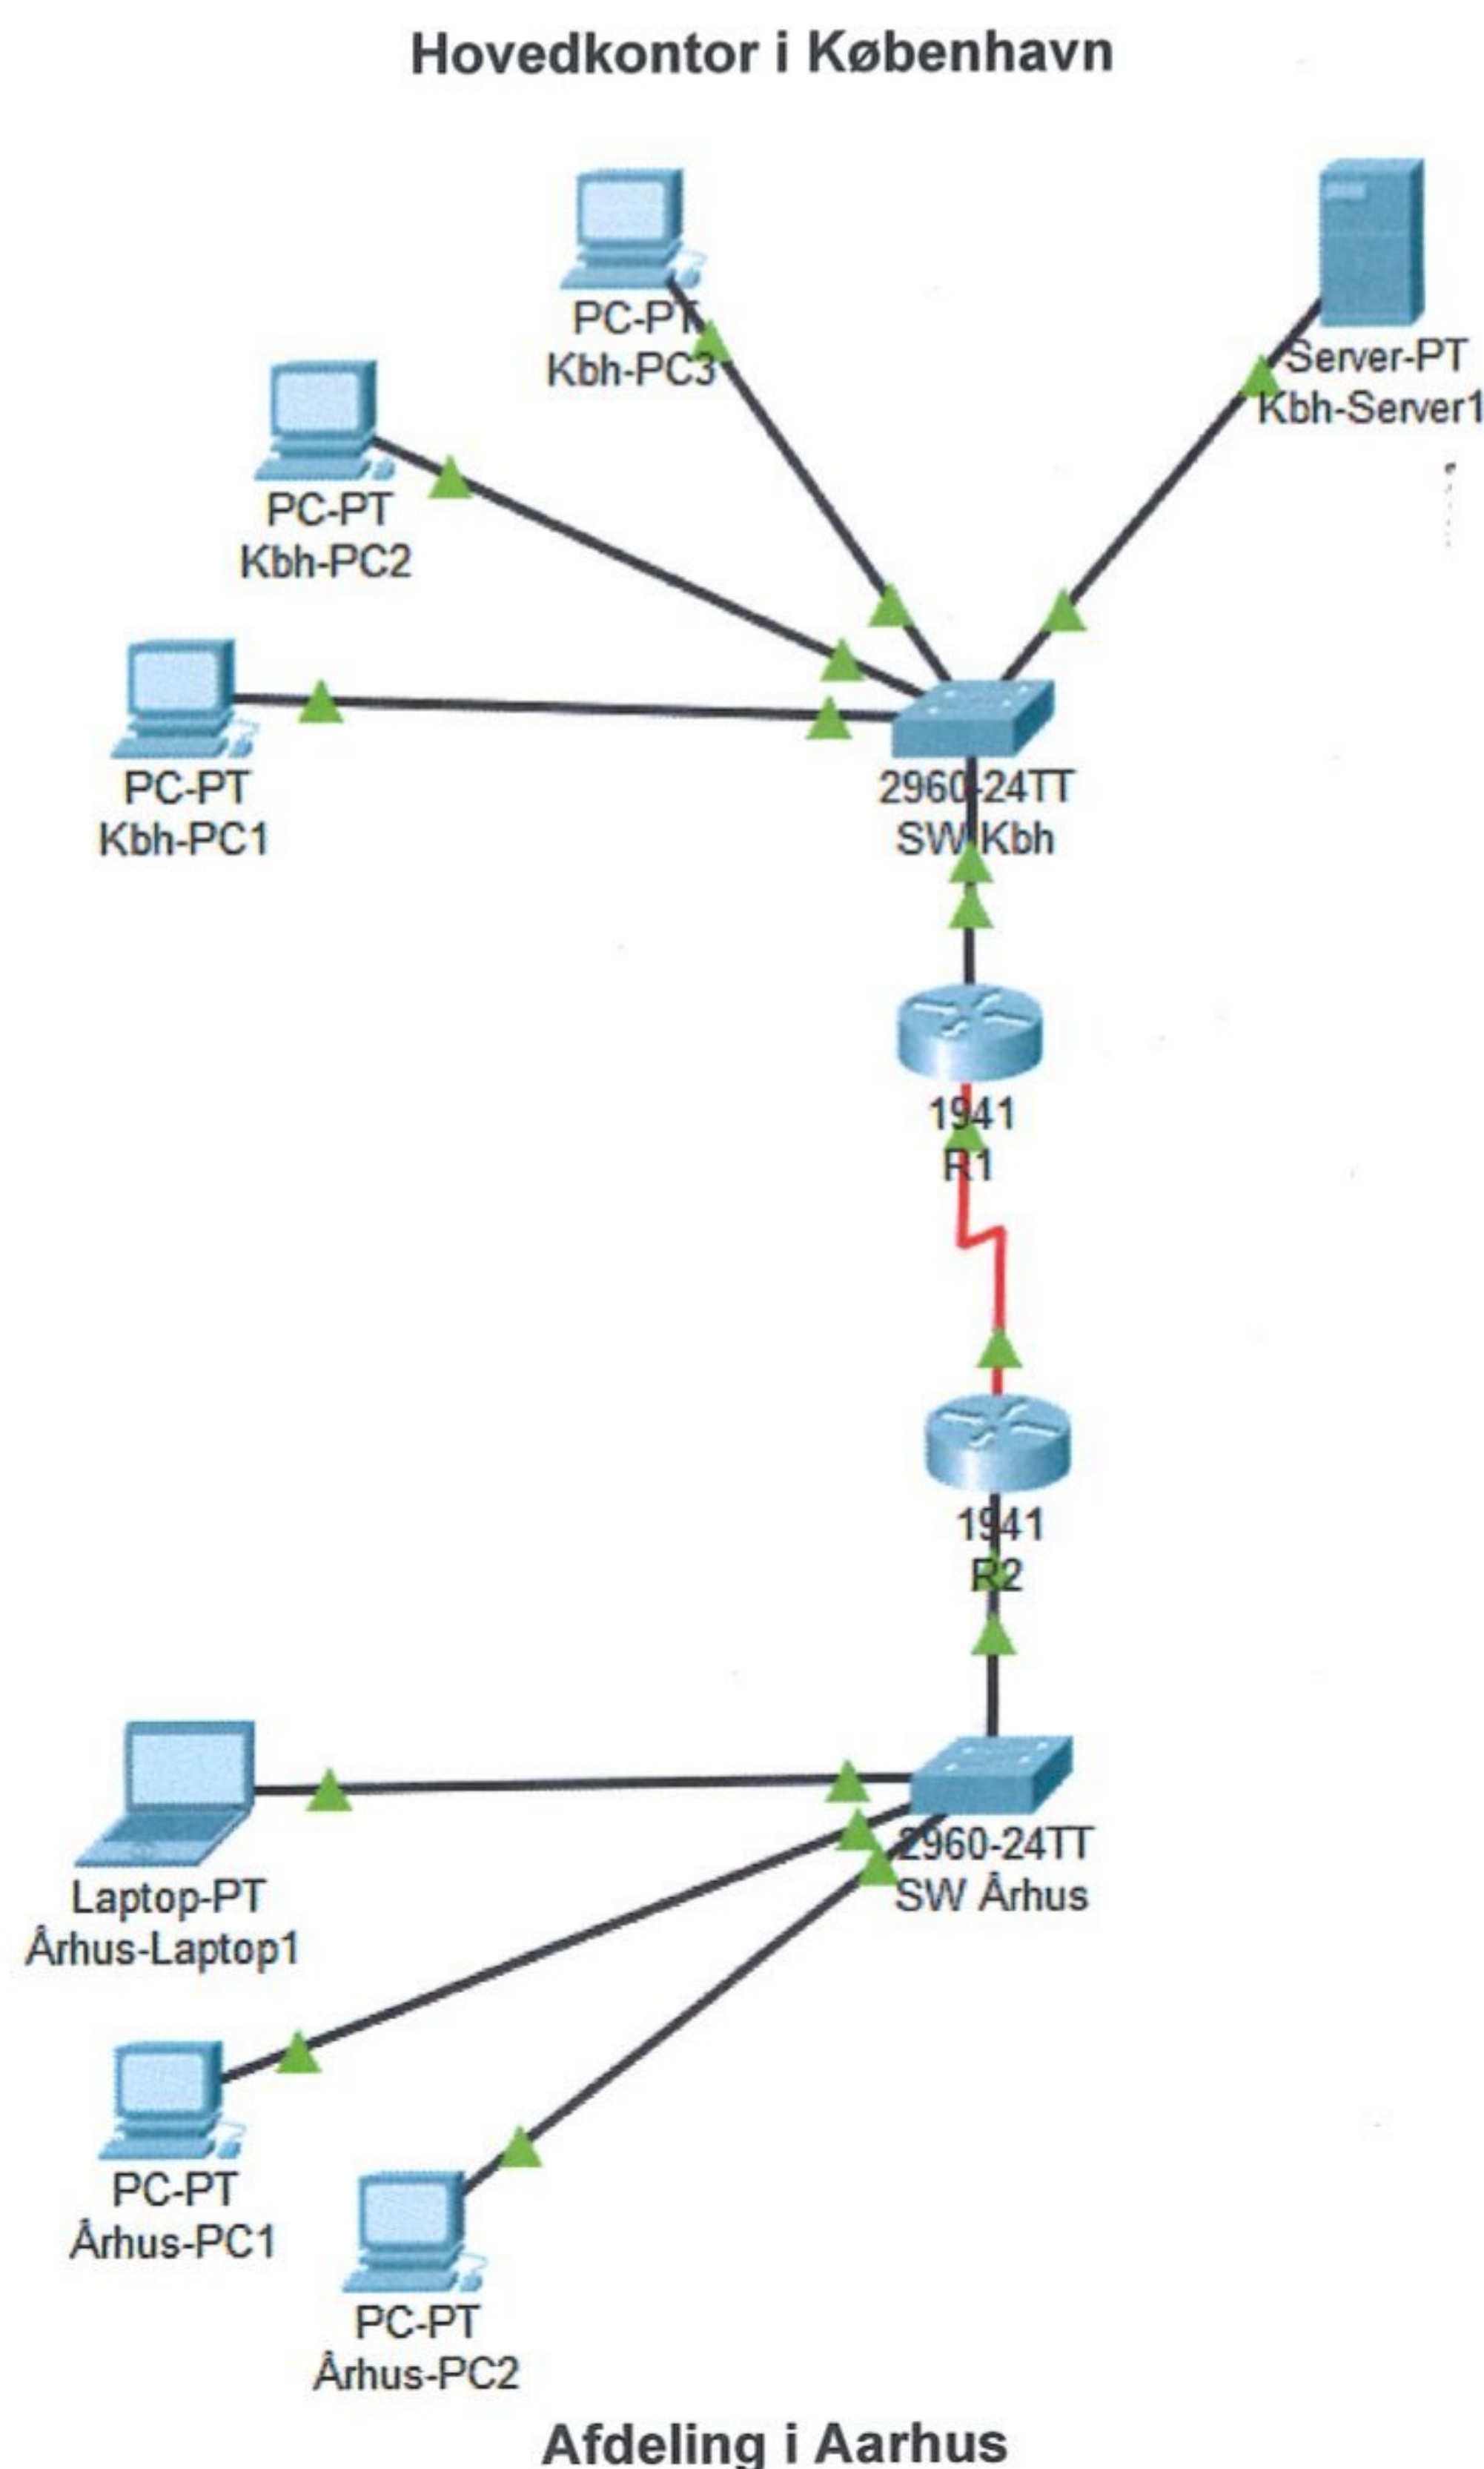 Hovedkontor i København
PC-PT
Kbh-PC3
Server-PT
Kbh-Server1
PC-PT
Kbh-PC2
PC-PT
Kbh-PC1
2960-24TT
SW Kbh
1941
R1
1941
R2
2960-24TT
SW Århus
Laptop-PT
Århus-Laptop1
PC-PT
Århus-PC1
PC-PT
Århus-PC2
Afdeling i Aarhus